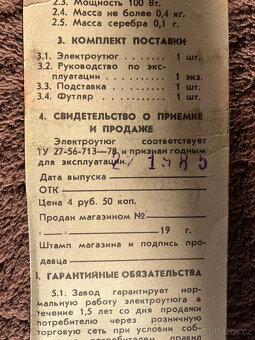 2.3. Мощность 100 Вт.
2.4. Масса не более 0,4 кг.
2.5. Масса серебра 0,1 г.
3. КОМПЛЕКТ ПОСТАВКИ
3.1. Электроутюг 1 шт.
3.2. Руководство по экс-
плуатации 1 экз.
3.3. Подставка 1 шт.
3.4. Футляр 1 шт.
4. СВИДЕТЕЛЬСТВО О ПРИЕМКЕ
И ПРОДАЖЕ
Электроутюг соответствует
ТУ 27-56-713-78 и признан годным
для эксплуатации.
1985
Дата выпуска
ОТК
Цена 4 руб. 50 коп.
Продан магазином №
19 г.
Штамп магазина и подпись про-
давца
5. ГАРАНТИЙНЫЕ ОБЯЗАТЕЛЬСТВА
5.1. Завод гарантирует нор-
мальную работу электроутюга в
течение 1,5 лет со дня продажи
потребителю через розничную
торговую сеть при условии соб-
потребителем правил